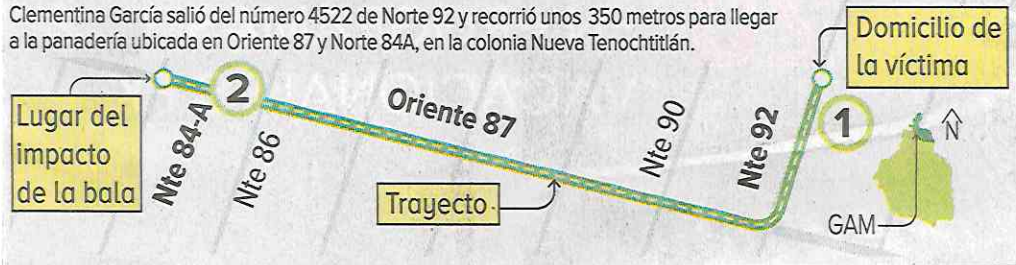 Clementina García salió del número 4522 de Norte 92 y recorrió unos 350 metros para llegar
a la panadería ubicada en Oriente 87 y Norte 84A, en la colonia Nueva Tenochtitlán.
Domicilio de
la víctima
1
N
GAM
Nte 92
Nte 90
Oriente 87
Trayecto
Nte 86
2
Nte 84-A
Lugar del
impacto
de la bala